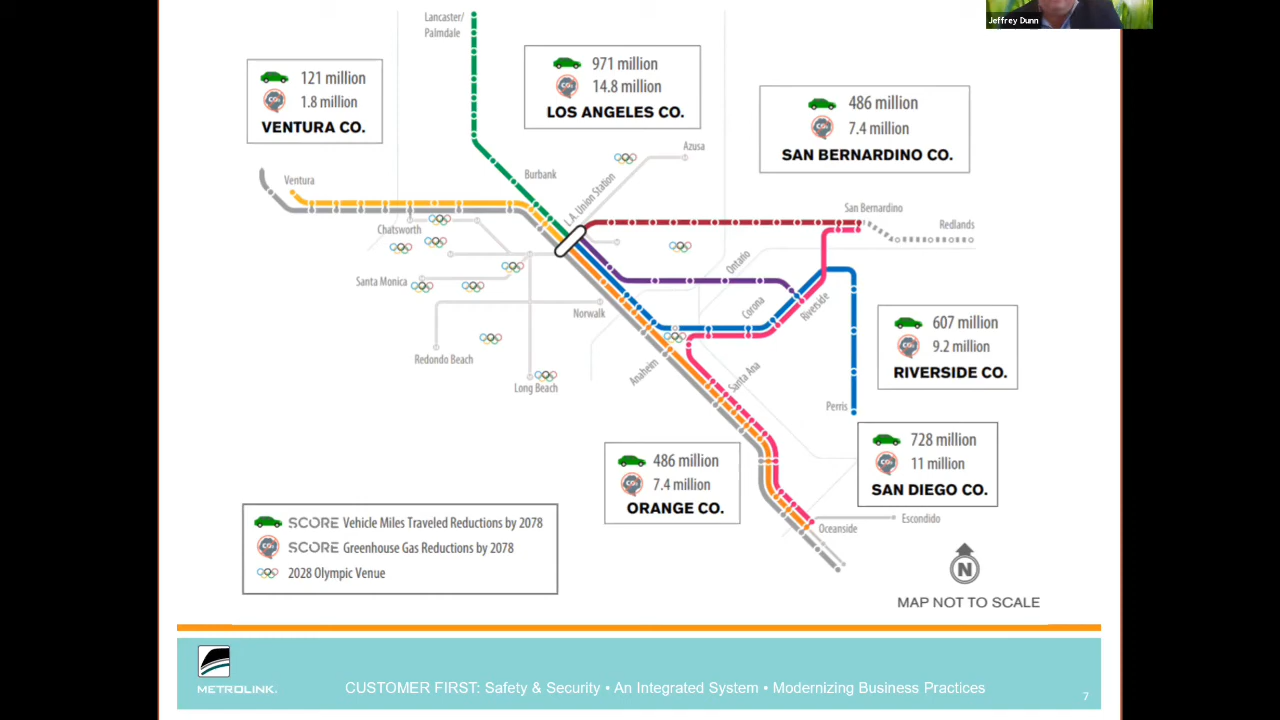 Jeffrey Dunn
Lancaster/
Palmdale
121 million
1.8 million
VENTURA CO.
971 million
CO₂
14.8 million
LOS ANGELES CO.
486 million
7.4 million
SAN BERNARDINO CO.
Azusa
Burbank
L.A. Union Station
Ventura
Chatsworth
San Bernardino
Redlands
Santa Monica
Ontario
Norwalk
Corona
Riverside
Redondo Beach
Long Beach
Anaheim
Santa Ana
Perris
607 million
9.2 million
RIVERSIDE CO.
728 million
11 million
SAN DIEGO CO.
486 million
7.4 million
ORANGE CO.
Oceanside
Escondido
SCORE Vehicle Miles Traveled Reductions by 2078
CO₂ SCORE Greenhouse Gas Reductions by 2078
2028 Olympic Venue
N
MAP NOT TO SCALE
METROLINK.
CUSTOMER FIRST: Safety & Security • An Integrated System • Modernizing Business Practices
7